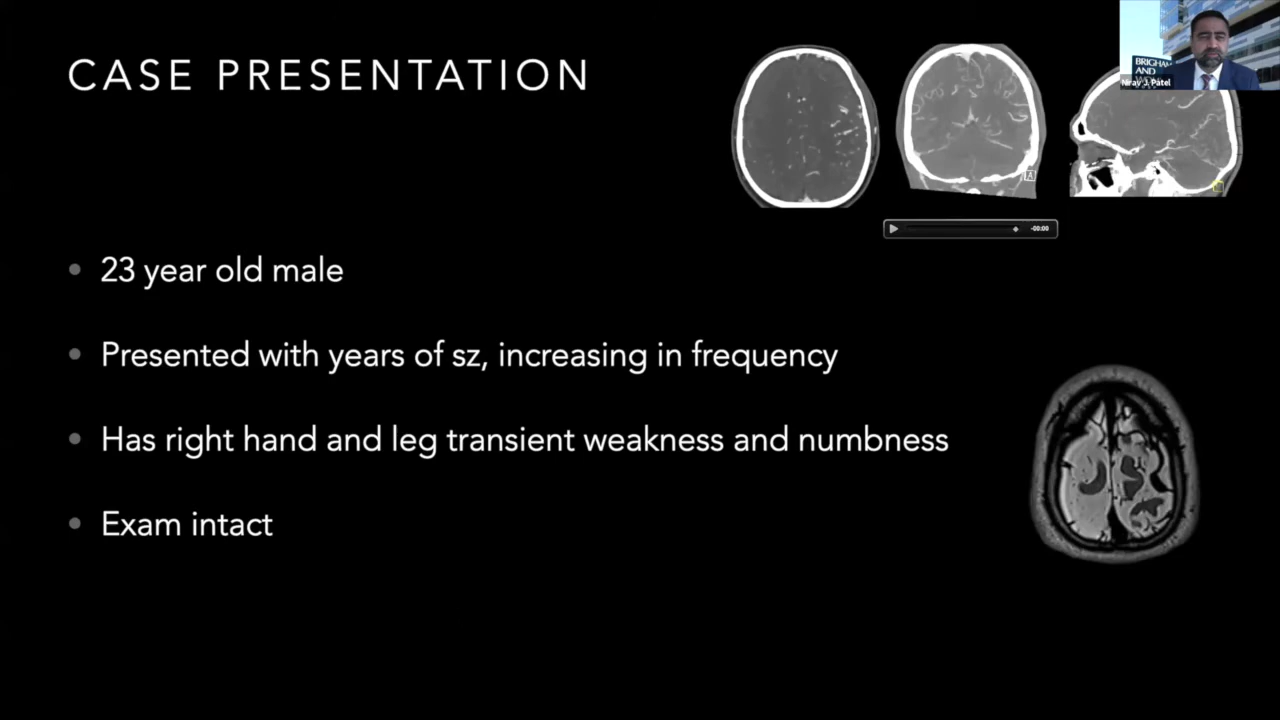 CASE PRESENTATION
BRIGHAM
AND
Nirav J. Patel
A
-00:00
23 year old male
Presented with years of sz, increasing in frequency
Has right hand and leg transient weakness and numbness
Exam intact